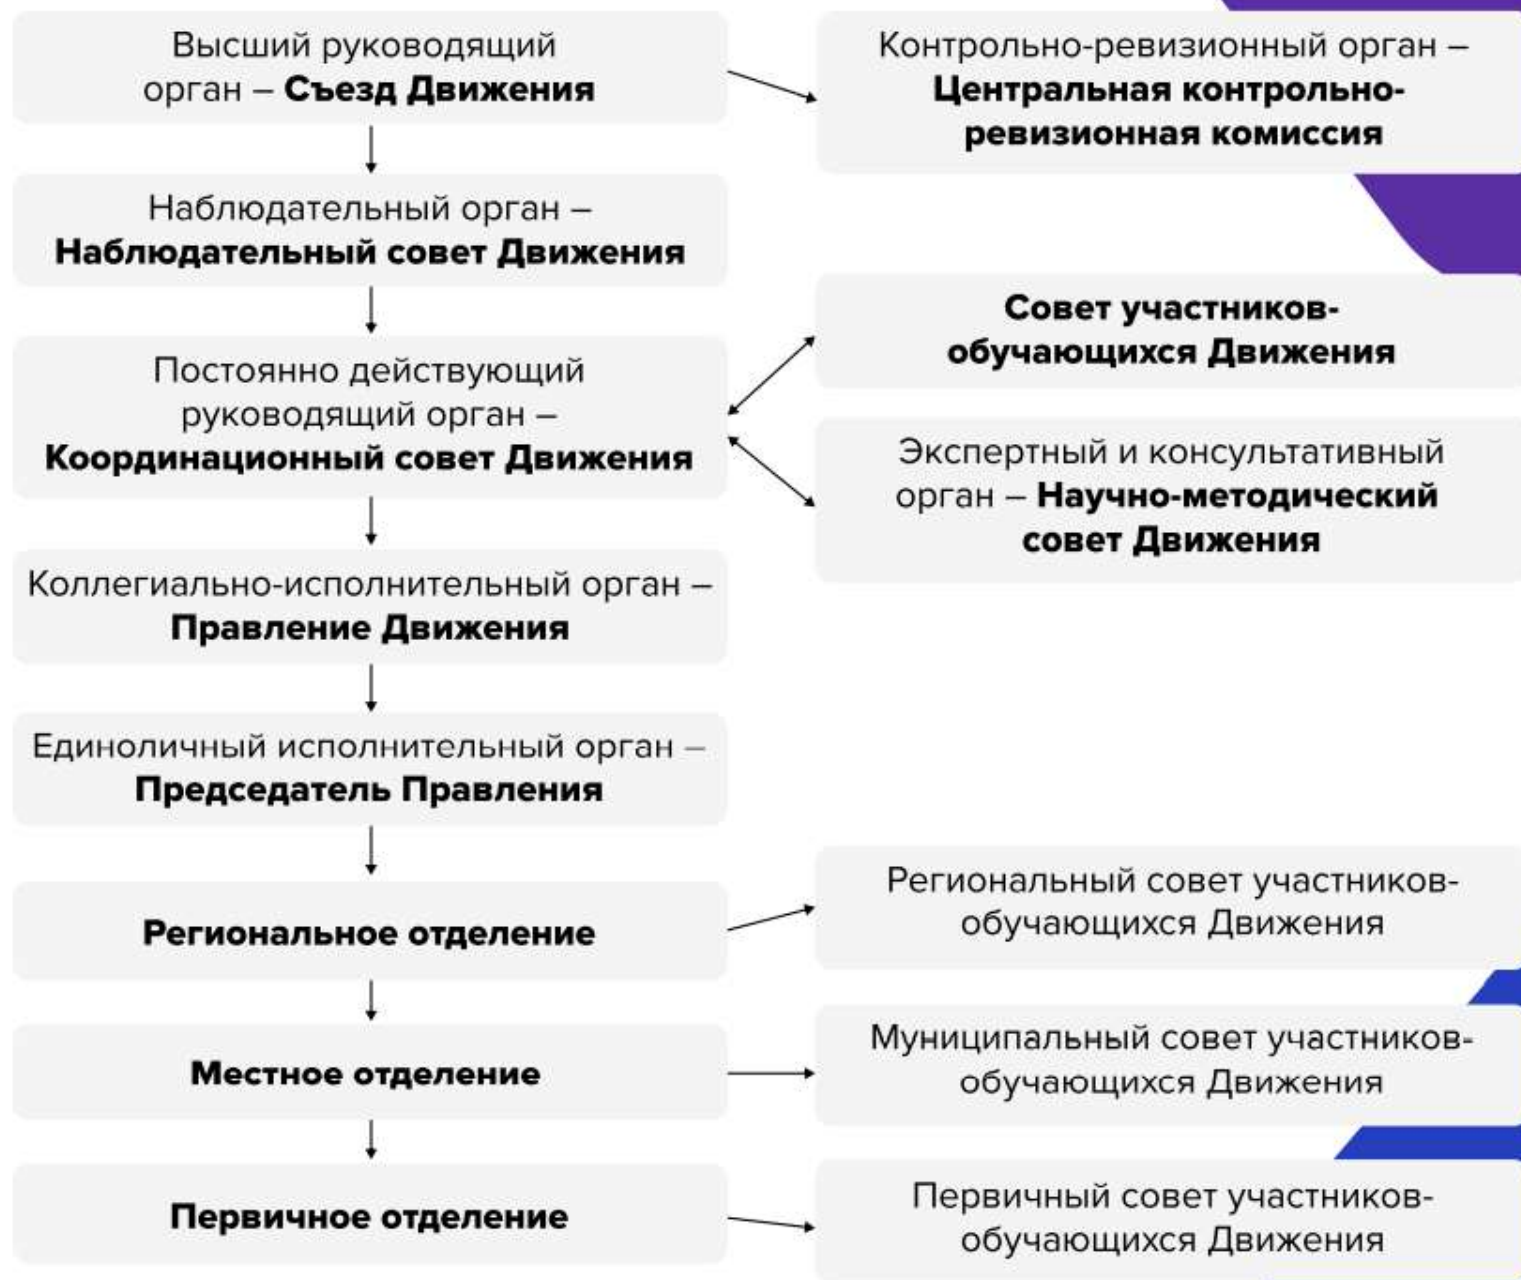 Высший руководящий
орган – Съезд Движения
Контрольно-ревизионный орган –
Центральная контрольно-
ревизионная комиссия
Наблюдательный орган –
Наблюдательный совет Движения
Совет участников-
обучающихся Движения
Постоянно действующий
руководящий орган –
Координационный совет Движения
Экспертный и консультативный
орган – Научно-методический
совет Движения
Коллегиально-исполнительный орган –
Правление Движения
Единоличный исполнительный орган –
Председатель Правления
Региональное отделение
Региональный совет участников-
обучающихся Движения
Местное отделение
Муниципальный совет участников-
обучающихся Движения
Первичное отделение
Первичный совет участников-
обучающихся Движения